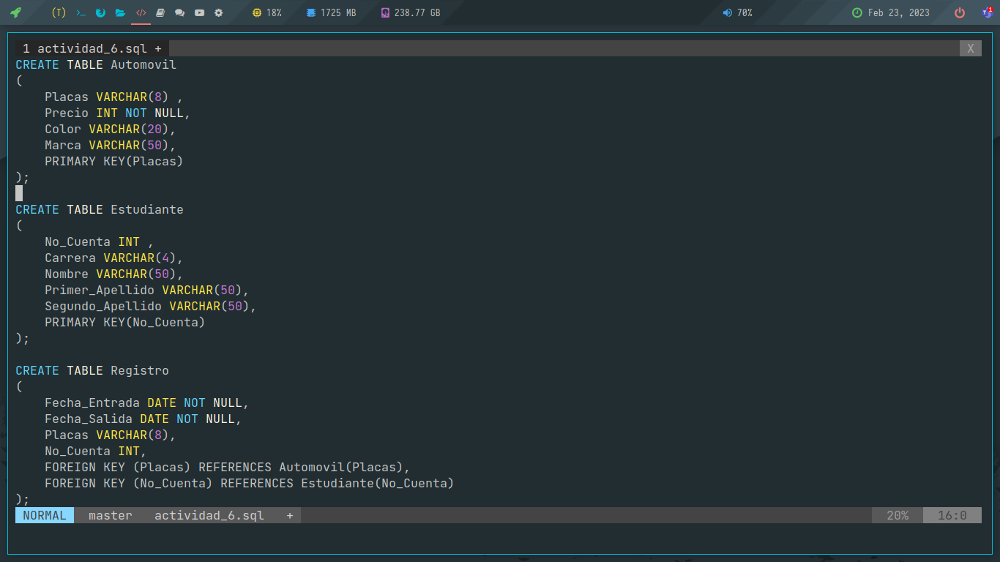 (T) 18% 1725 MB 238.77 GB 70% Feb 23, 2023 1
1 actividad_6.sql + X
CREATE TABLE Automovil
(
    Placas VARCHAR(8) ,
    Precio INT NOT NULL,
    Color VARCHAR(20),
    Marca VARCHAR(50),
    PRIMARY KEY(Placas)
);
CREATE TABLE Estudiante
(
    No_Cuenta INT ,
    Carrera VARCHAR(4),
    Nombre VARCHAR(50),
    Primer_Apellido VARCHAR(50),
    Segundo_Apellido VARCHAR(50),
    PRIMARY KEY(No_Cuenta)
);
CREATE TABLE Registro
(
    Fecha_Entrada DATE NOT NULL,
    Fecha_Salida DATE NOT NULL,
    Placas VARCHAR(8),
    No_Cuenta INT,
    FOREIGN KEY (Placas) REFERENCES Automovil(Placas),
    FOREIGN KEY (No_Cuenta) REFERENCES Estudiante(No_Cuenta)
);
NORMAL master actividad_6.sql + 20% 16:0